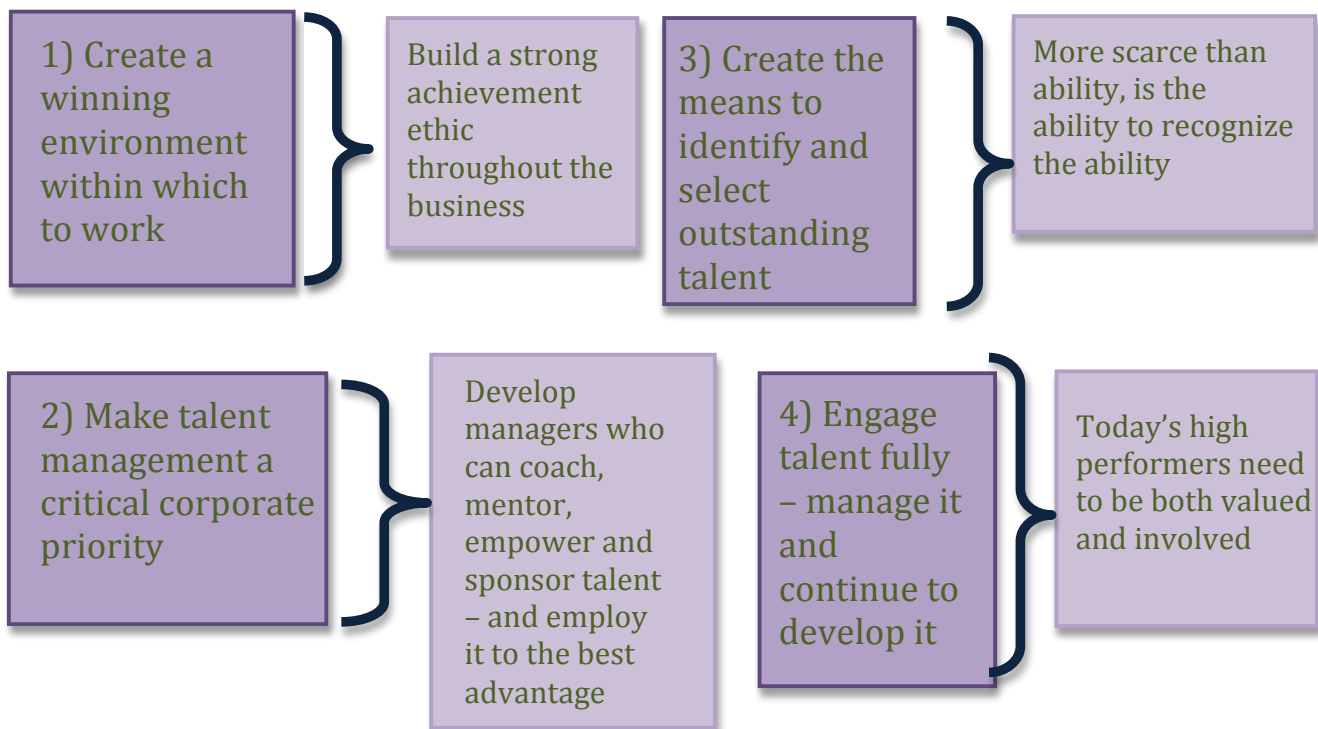 1) Create a
winning
environment
within which
to work
Build a strong
achievement
ethic
throughout the
business
2) Make talent
management a
critical corporate
priority
Develop
managers who
can coach,
mentor,
empower and
sponsor talent
– and employ
it to the best
advantage
3) Create the
means to
identify and
select
outstanding
talent
More scarce than
ability, is the
ability to recognize
the ability
4) Engage
talent fully
– manage it
and
continue to
develop it
Today’s high
performers need
to be both valued
and involved